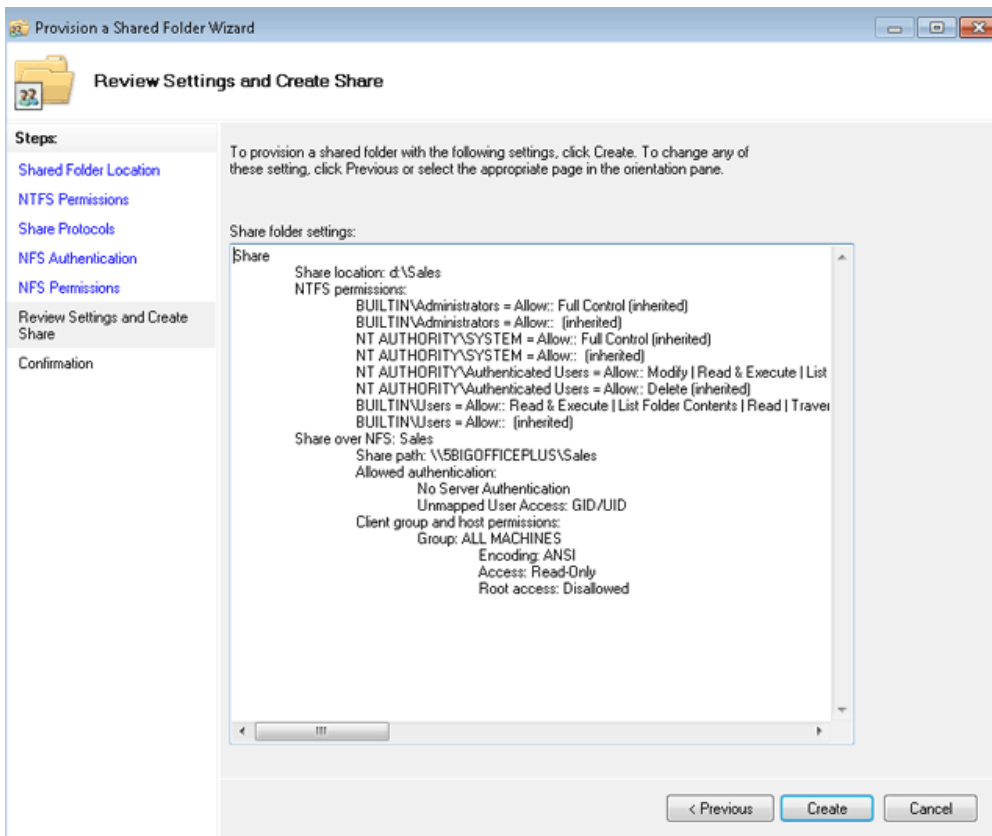 Provision a Shared Folder Wizard
Review Settings and Create Share
Steps:
Shared Folder Location
NTFS Permissions
Share Protocols
NFS Authentication
NFS Permissions
Review Settings and Create
Share
Confirmation
To provision a shared folder with the following settings, click Create. To change any of
these setting, click Previous or select the appropriate page in the orientation pane.
Share folder settings:
Share
Share location: d:\Sales
NTFS permissions:
BUILTIN\Administrators = Allow:: Full Control (inherited)
BUILTIN\Administrators = Allow:: (inherited)
NT AUTHORITY\SYSTEM = Allow:: Full Control (inherited)
NT AUTHORITY\SYSTEM = Allow:: (inherited)
NT AUTHORITY\Authenticated Users = Allow:: Modify | Read & Execute | List
NT AUTHORITY\Authenticated Users = Allow:: Delete (inherited)
BUILTIN\Users = Allow:: Read & Execute | List Folder Contents | Read | Traver
BUILTIN\Users = Allow:: (inherited)
Share over NFS: Sales
Share path: \\5BIGOFFICEPLUS\Sales
Allowed authentication:
No Server Authentication
Unmapped User Access: GID/UID
Client group and host permissions:
Group: ALL MACHINES
Encoding: ANSI
Access: Read-Only
Root access: Disallowed
< Previous
Create
Cancel